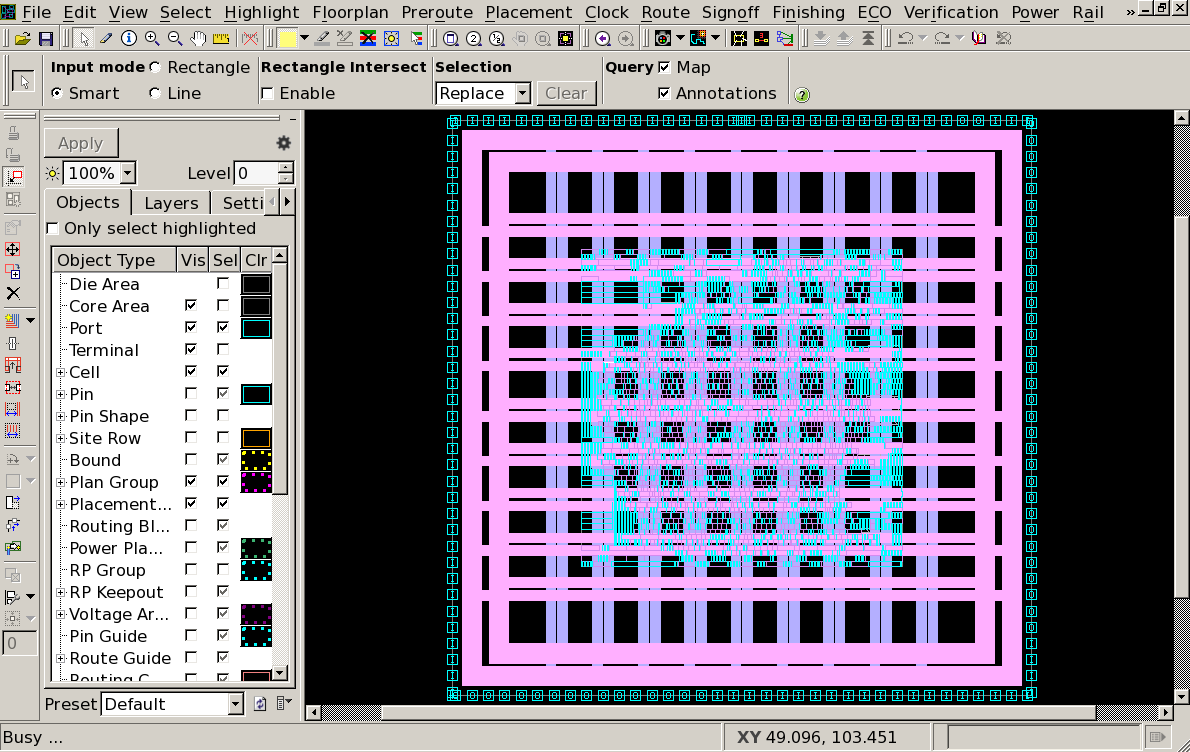 File Edit View Select Highlight Floorplan Preroute Placement Clock Route Signoff Finishing ECO Verification Power Rail »
Input mode Rectangle Rectangle Intersect Selection Query Map
Smart Line Enable Replace Clear Annotations
Apply
100% Level 0
Objects Layers Setti
Only select highlighted
Object Type Vis Sel Clr
Die Area
Core Area
Port
Terminal
Cell
Pin
Pin Shape
Site Row
Bound
Plan Group
Placement...
Routing Bl...
Power Pla...
RP Group
RP Keepout
Voltage Ar...
Pin Guide
Route Guide
Routing C...
0
Preset Default
Busy ... XY 49.096, 103.451